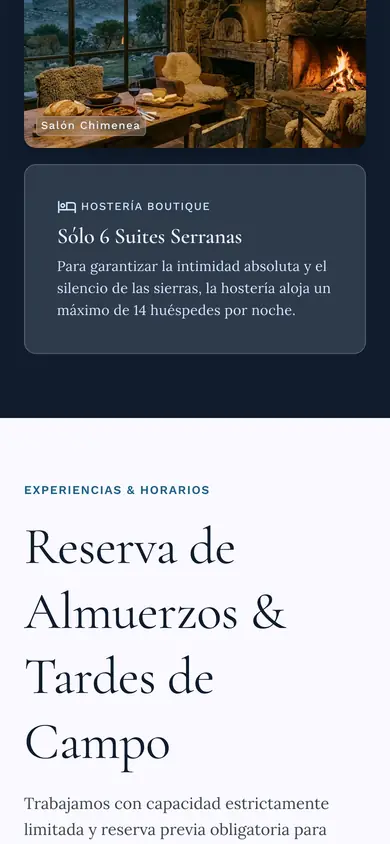 Salón Chimenea
HOSTERÍA BOUTIQUE
Sólo 6 Suites Serranas
Para garantizar la intimidad absoluta y el
silencio de las sierras, la hostería aloja un
máximo de 14 huéspedes por noche.
EXPERIENCIAS & HORARIOS
Reserva de
Almuerzos &
Tardes de
Campo
Trabajamos con capacidad estrictamente
limitada y reserva previa obligatoria para